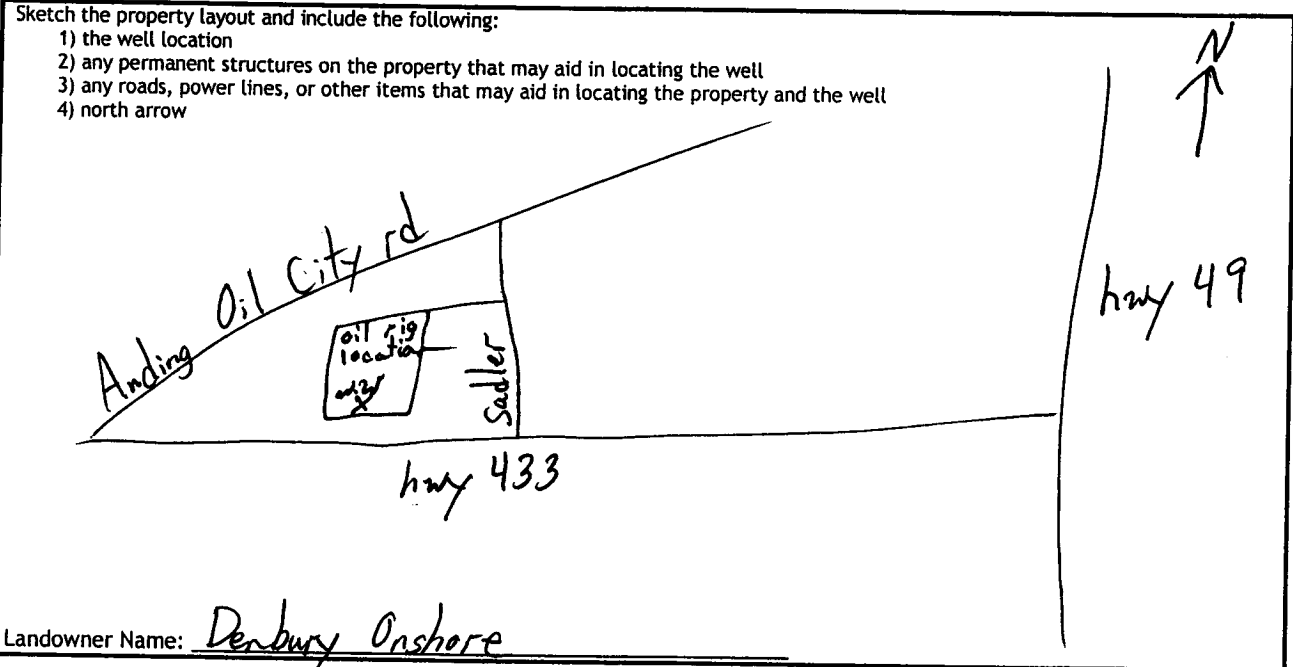 Sketch the property layout and include the following:
1) the well location
2) any permanent structures on the property that may aid in locating the well
3) any roads, power lines, or other items that may aid in locating the property and the well
4) north arrow
N
Anding Oil City rd
hwy 49
oil rig
location
X
Sadler
hwy 433
Landowner Name: Denbury Onshore